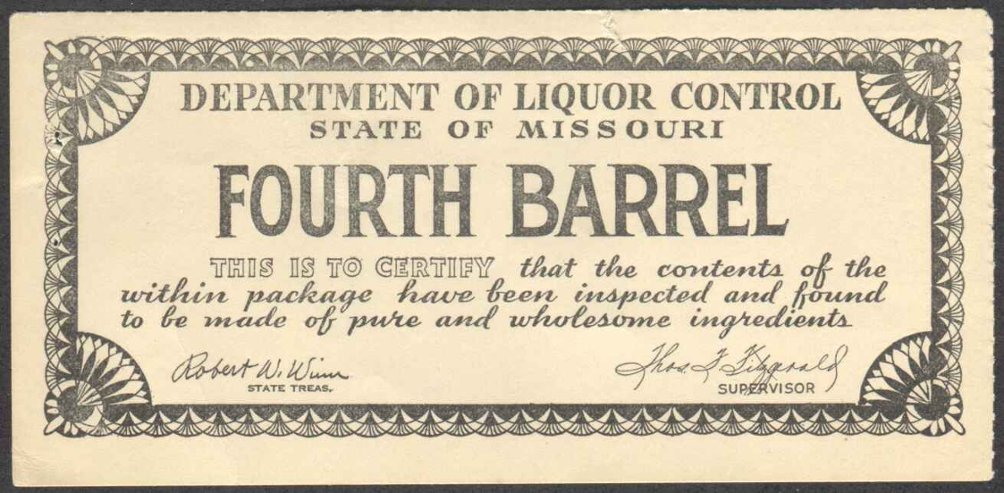 DEPARTMENT OF LIQUOR CONTROL
STATE OF MISSOURI
FOURTH BARREL
THIS IS TO CERTIFY that the contents of the
within package have been inspected and found
to be made of pure and wholesome ingredients
Robert W. Winn Thos. F. Fitzgerald
STATE TREAS. SUPERVISOR